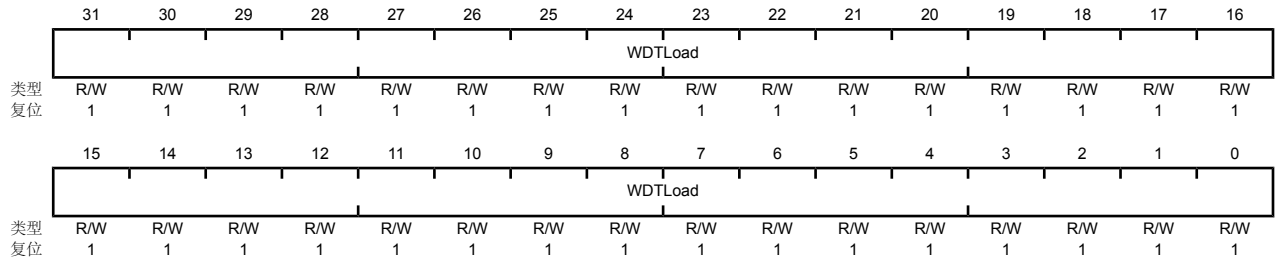 31 30 29 28 27 26 25 24 23 22 21 20 19 18 17 16
WDTLoad
类型 R/W R/W R/W R/W R/W R/W R/W R/W R/W R/W R/W R/W R/W R/W R/W R/W
复位 1 1 1 1 1 1 1 1 1 1 1 1 1 1 1 1
15 14 13 12 11 10 9 8 7 6 5 4 3 2 1 0
WDTLoad
类型 R/W R/W R/W R/W R/W R/W R/W R/W R/W R/W R/W R/W R/W R/W R/W R/W
复位 1 1 1 1 1 1 1 1 1 1 1 1 1 1 1 1